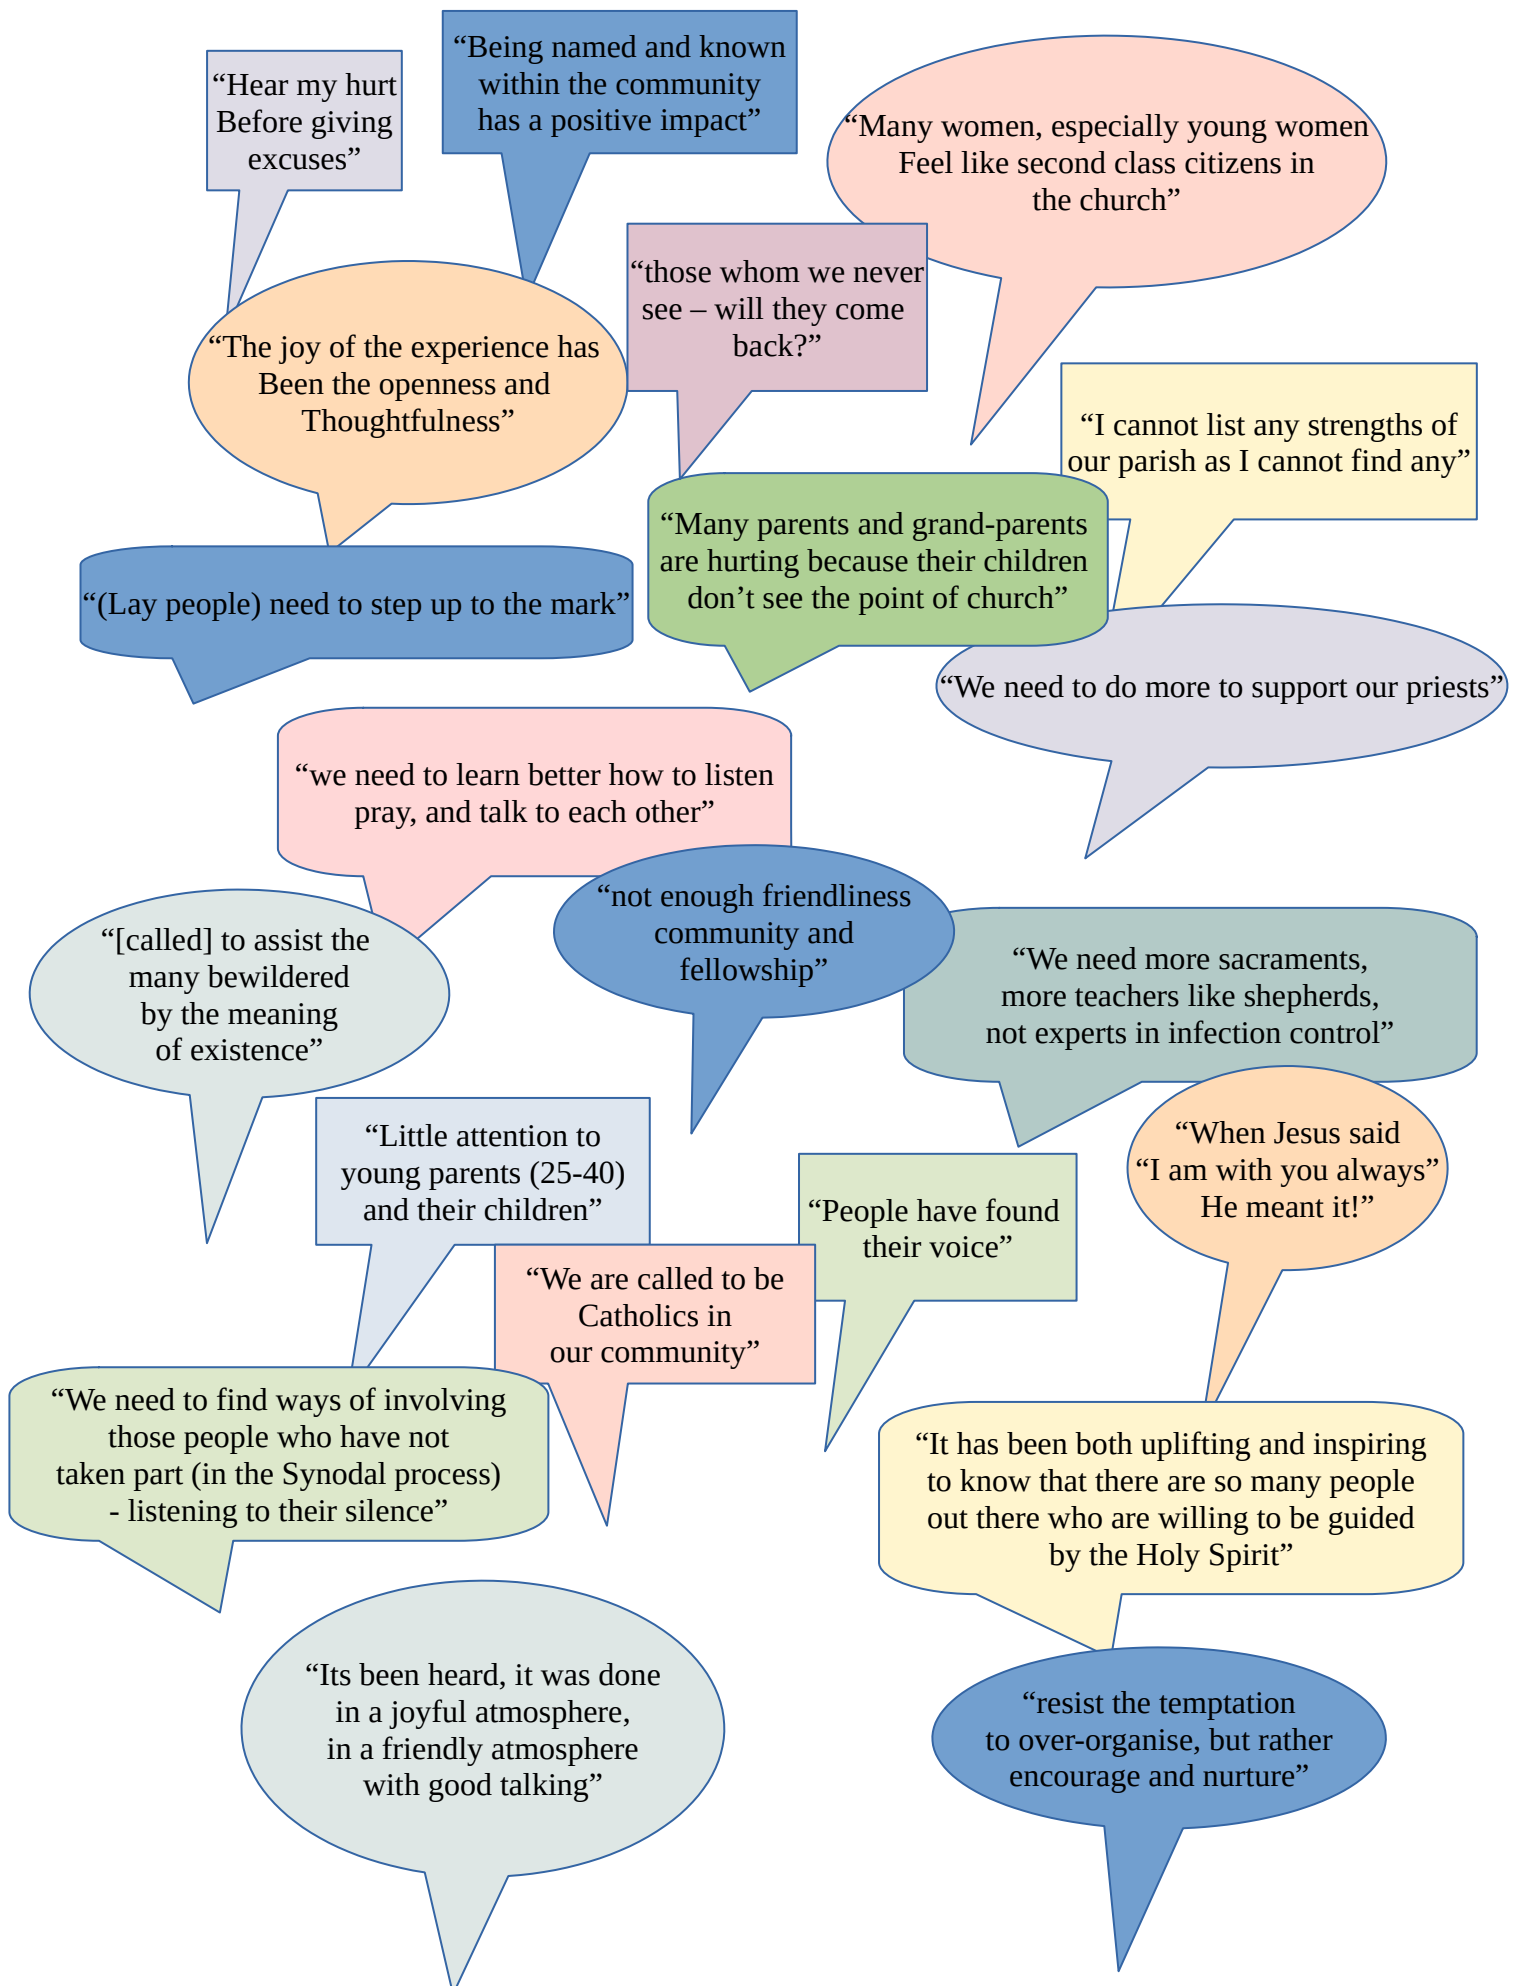 “Hear my hurt
Before giving
excuses”
“Being named and known
within the community
has a positive impact”
“Many women, especially young women
Feel like second class citizens in
the church”
“those whom we never
see – will they come
back?”
“The joy of the experience has
Been the openness and
Thoughtfulness”
“I cannot list any strengths of
our parish as I cannot find any”
“Many parents and grand-parents
are hurting because their children
don’t see the point of church”
“(Lay people) need to step up to the mark”
“We need to do more to support our priests”
“we need to learn better how to listen
pray, and talk to each other”
“not enough friendliness
community and
fellowship”
“[called] to assist the
many bewildered
by the meaning
of existence”
“We need more sacraments,
more teachers like shepherds,
not experts in infection control”
“Little attention to
young parents (25-40)
and their children”
“When Jesus said
“I am with you always”
He meant it!”
“People have found
their voice”
“We are called to be
Catholics in
our community”
“We need to find ways of involving
those people who have not
taken part (in the Synodal process)
- listening to their silence”
“It has been both uplifting and inspiring
to know that there are so many people
out there who are willing to be guided
by the Holy Spirit”
“Its been heard, it was done
in a joyful atmosphere,
in a friendly atmosphere
with good talking”
“resist the temptation
to over-organise, but rather
encourage and nurture”